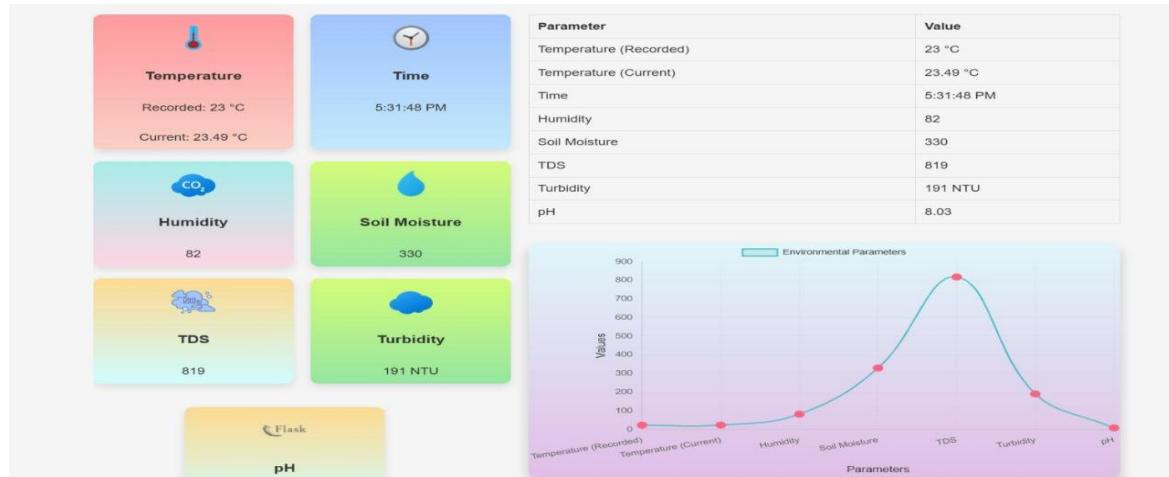 Temperature
Recorded: 23 °C
Current: 23.49 °C
Time
5:31:48 PM
CO2
Humidity
82
Soil Moisture
330
TDS
819
Turbidity
191 NTU
Flask
pH
Parameter Value
Temperature (Recorded) 23 °C
Temperature (Current) 23.49 °C
Time 5:31:48 PM
Humidity 82
Soil Moisture 330
TDS 819
Turbidity 191 NTU
pH 8.03
Environmental Parameters
Values
900
800
700
600
500
400
300
200
100
0
Temperature (Recorded)
Temperature (Current)
Humidity
Soil Moisture
TDS
Turbidity
pH
Parameters